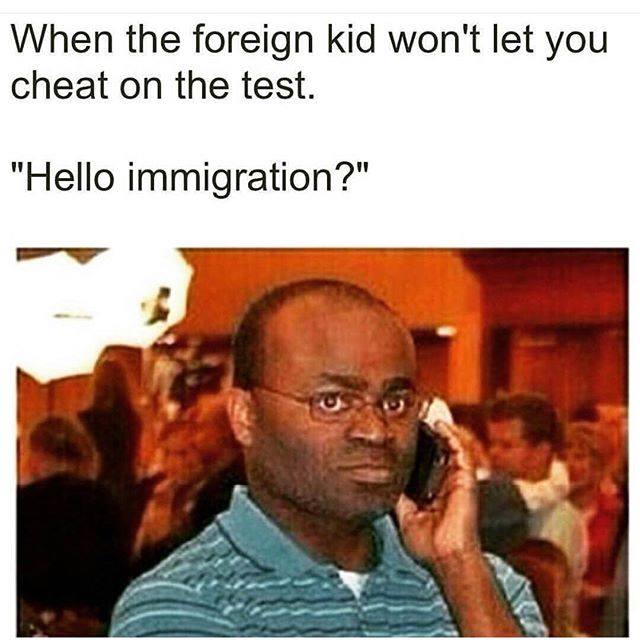 When the foreign kid won't let you
cheat on the test.
"Hello immigration?"